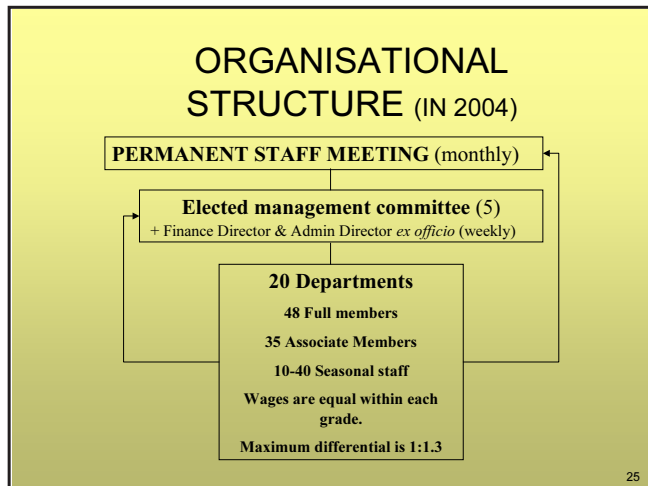 ORGANISATIONAL
STRUCTURE (IN 2004)
PERMANENT STAFF MEETING (monthly)
Elected management committee (5)
+ Finance Director & Admin Director ex officio (weekly)
20 Departments
48 Full members
35 Associate Members
10-40 Seasonal staff
Wages are equal within each
grade.
Maximum differential is 1:1.3
25